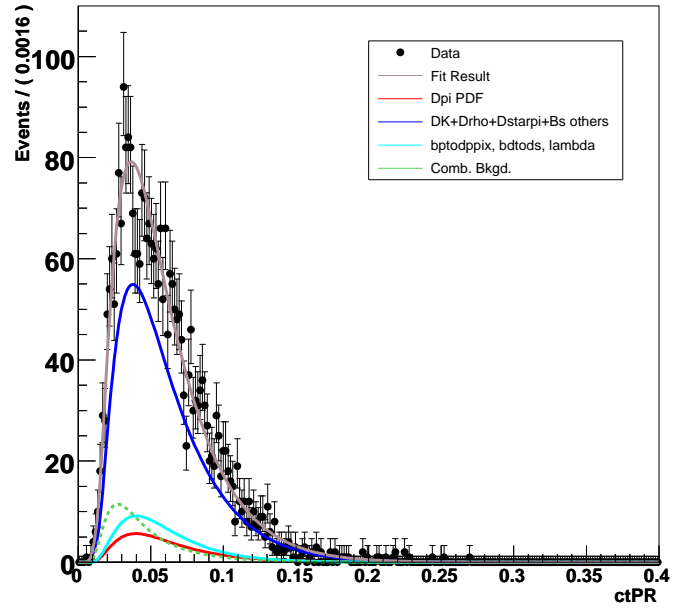 Events / ( 0.0016 )
100
80
60
40
20
0
Data
Fit Result
Dpi PDF
DK+Drho+Dstarpi+Bs others
bptodppix, bdtods, lambda
Comb. Bkgd.
0 0.05 0.1 0.15 0.2 0.25 0.3 0.35 0.4
ctPR